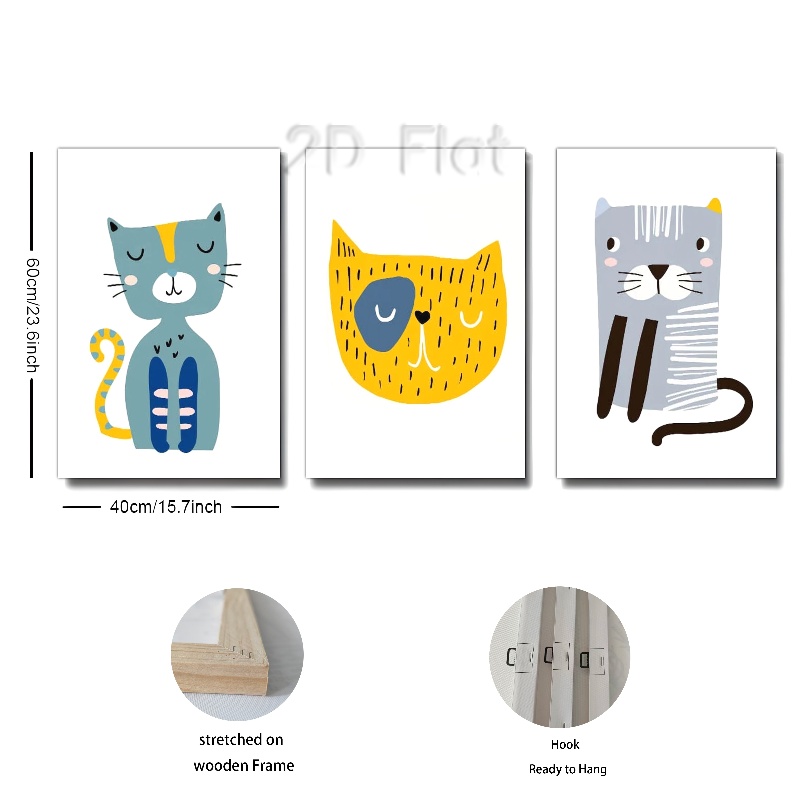 2D Flat
60cm/23.6inch
40cm/15.7inch
stretched on
wooden Frame
Hook
Ready to Hang